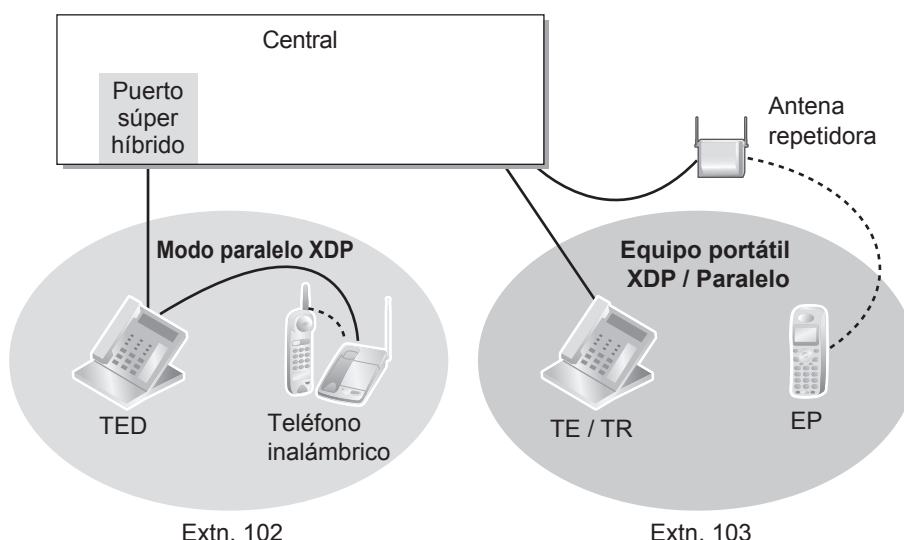 Central
Puerto
súper
híbrido
Antena
repetidora
Modo paralelo XDP
Equipo portátil
XDP / Paralelo
TED
Teléfono
inalámbrico
TE / TR
EP
Extn. 102
Extn. 103